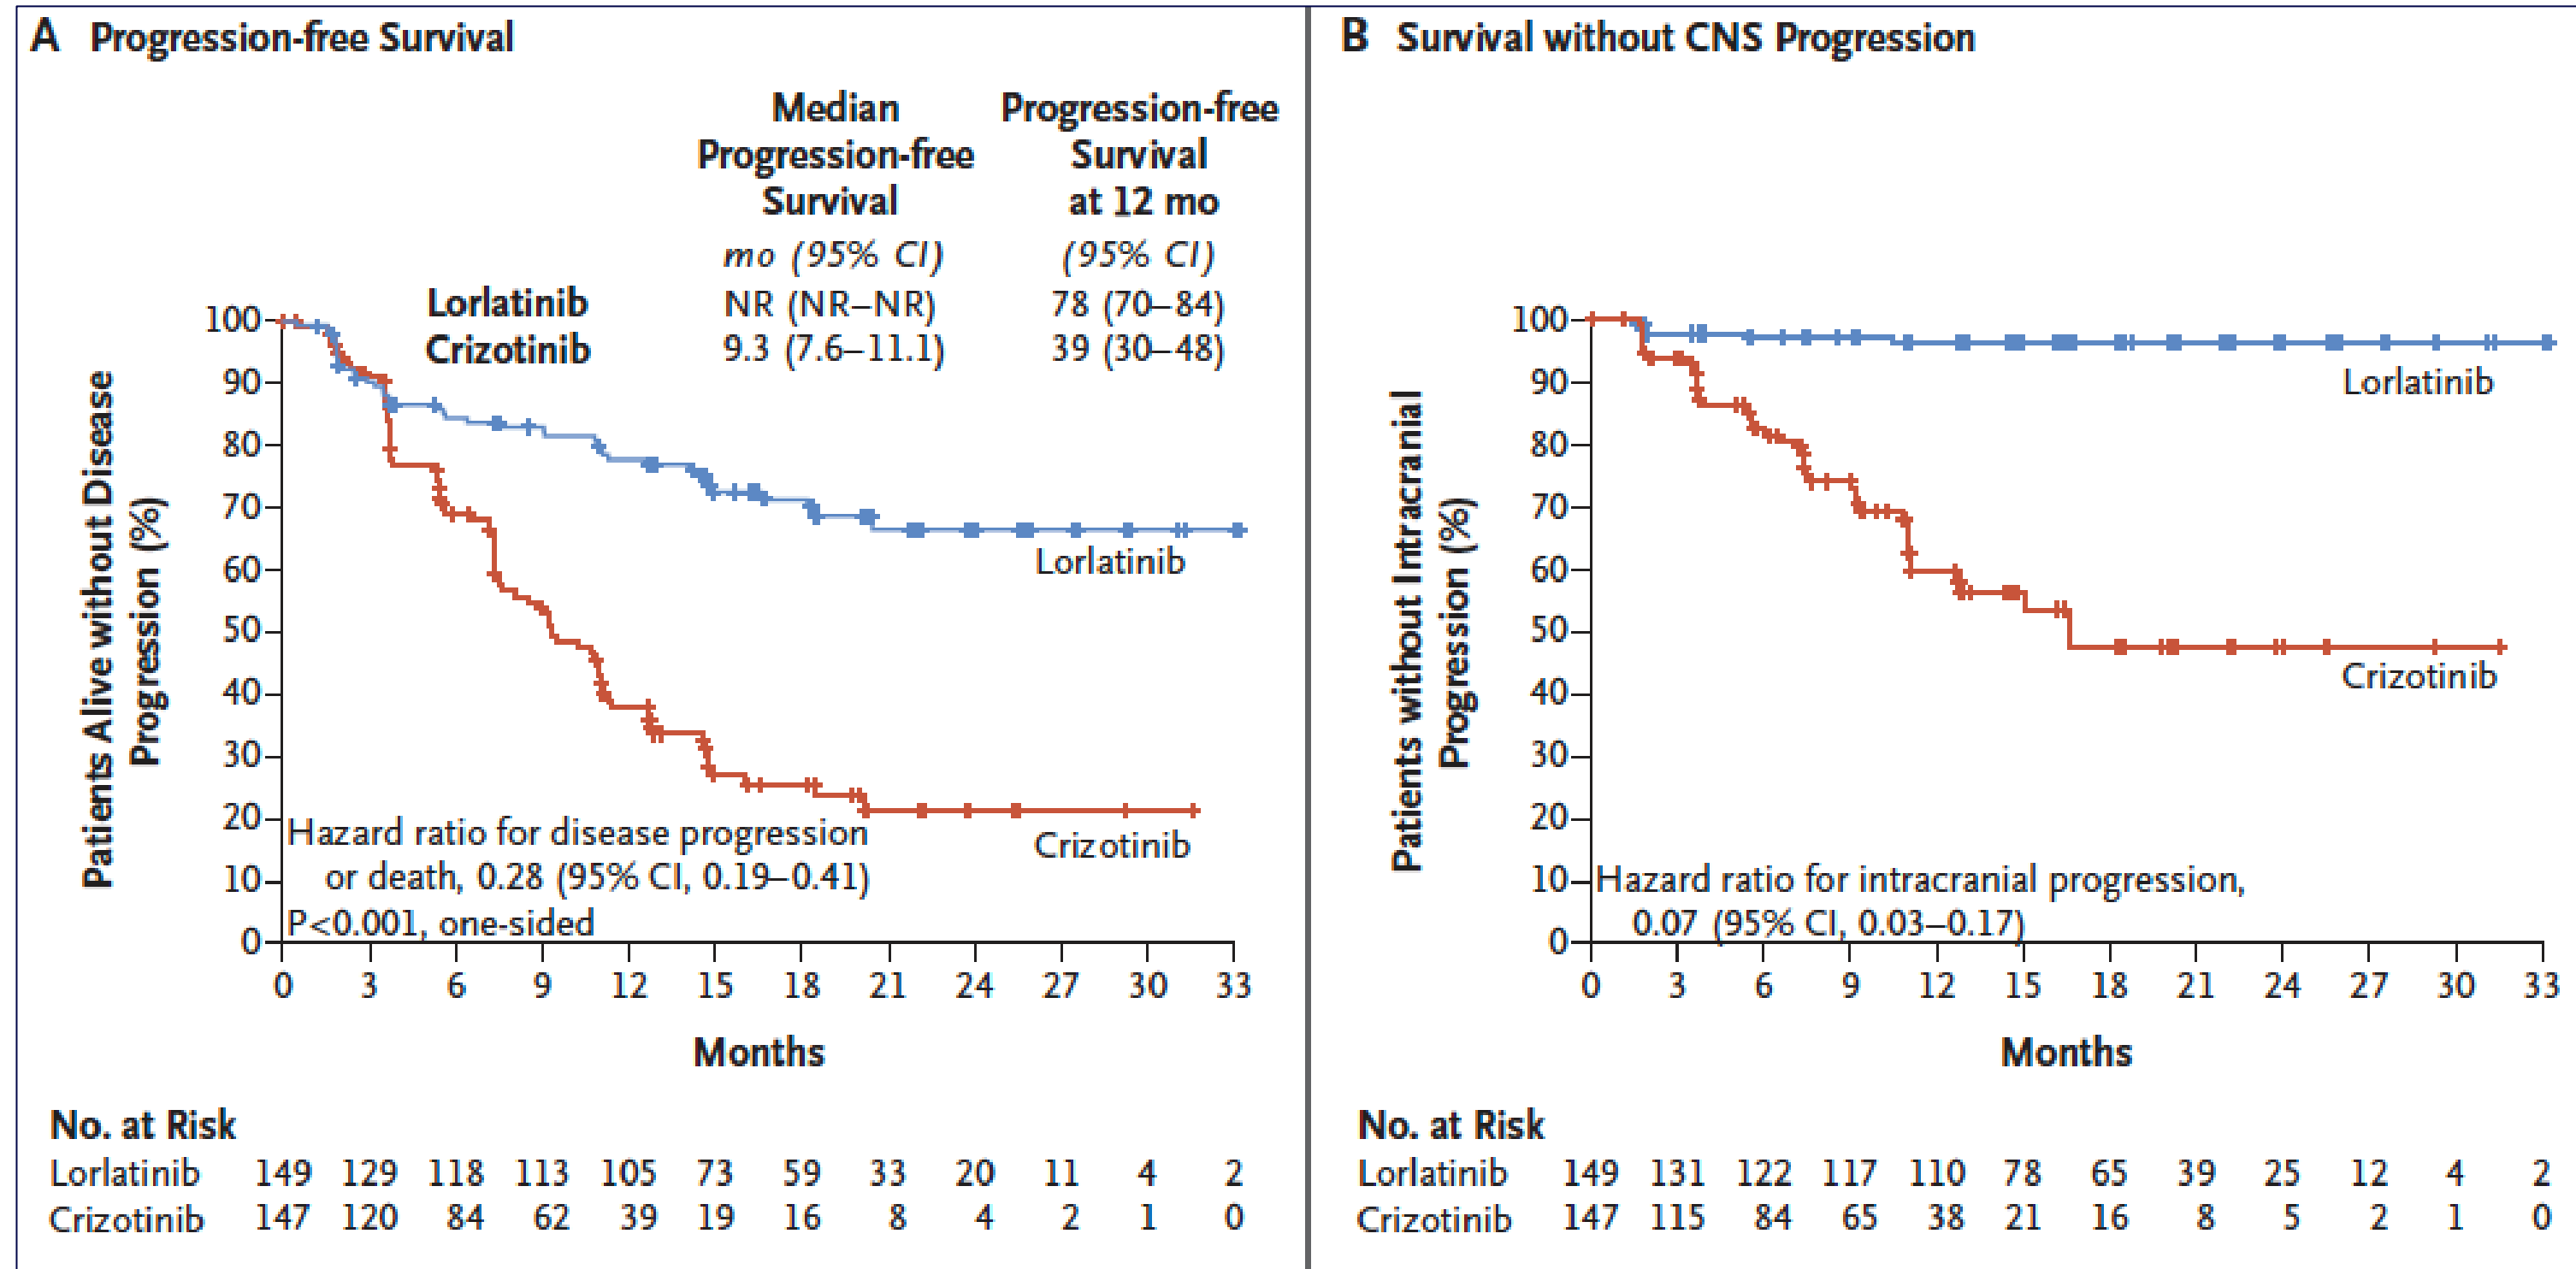 A Progression-free Survival
Median
Progression-free
Survival
mo (95% CI)
Progression-free
Survival
at 12 mo
(95% CI)
Lorlatinib NR (NR–NR) 78 (70–84)
Crizotinib 9.3 (7.6–11.1) 39 (30–48)
Patients Alive without Disease
Progression (%)
100
90
80
70
60
50
40
30
20
10
0
Lorlatinib
Crizotinib
Hazard ratio for disease progression
or death, 0.28 (95% CI, 0.19–0.41)
P<0.001, one-sided
0 3 6 9 12 15 18 21 24 27 30 33
Months
No. at Risk
Lorlatinib 149 129 118 113 105 73 59 33 20 11 4 2
Crizotinib 147 120 84 62 39 19 16 8 4 2 1 0
B Survival without CNS Progression
Patients without Intracranial
Progression (%)
100
90
80
70
60
50
40
30
20
10
0
Lorlatinib
Crizotinib
Hazard ratio for intracranial progression,
0.07 (95% CI, 0.03–0.17)
0 3 6 9 12 15 18 21 24 27 30 33
Months
No. at Risk
Lorlatinib 149 131 122 117 110 78 65 39 25 12 4 2
Crizotinib 147 115 84 65 38 21 16 8 5 2 1 0